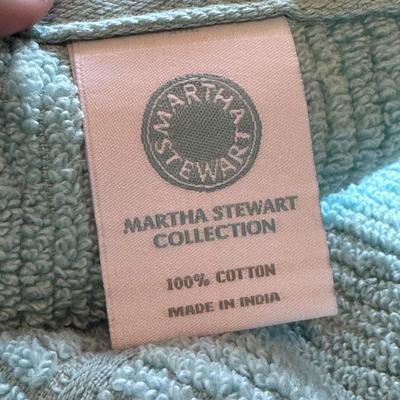 MARTHA
STEWART
MARTHA STEWART
COLLECTION
100% COTTON
MADE IN INDIA